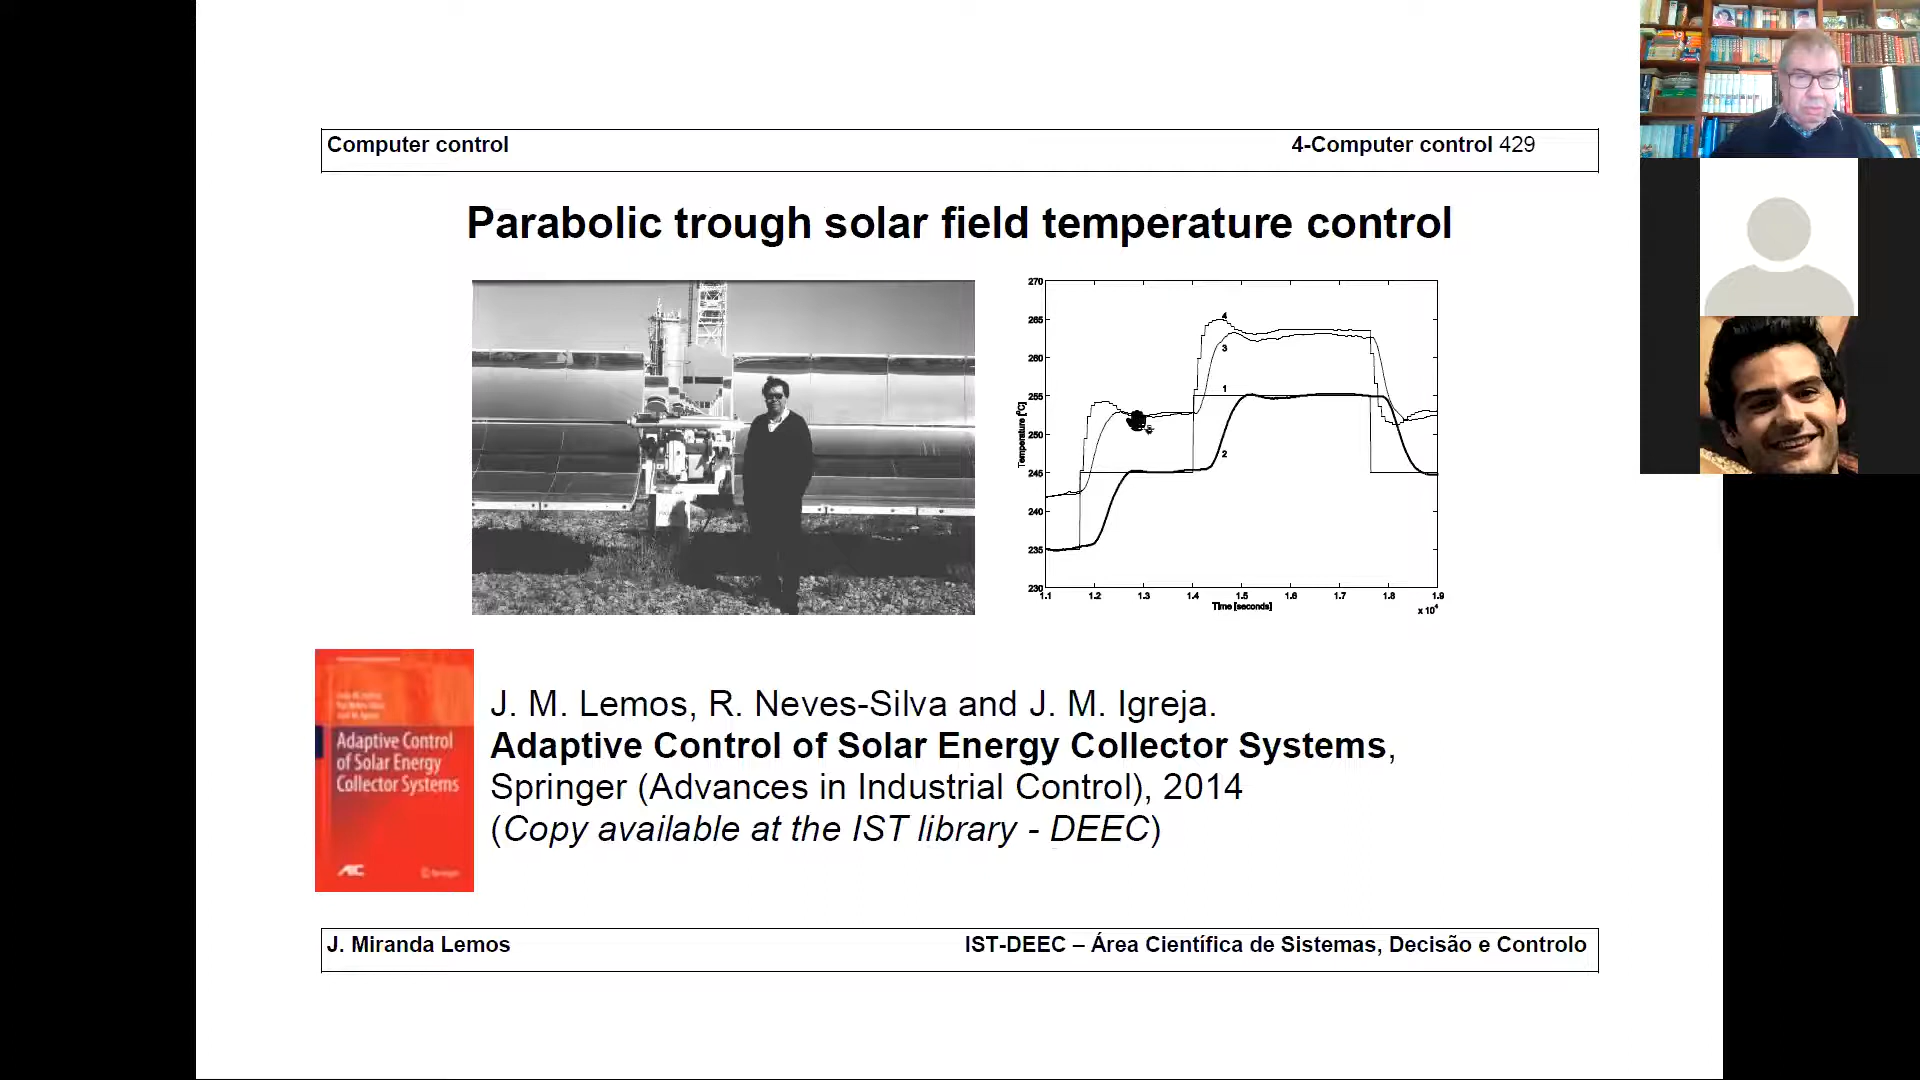 Computer control
4-Computer control 429
Parabolic trough solar field temperature control
270
265
260
255
250
245
240
235
230
Temperature [°C]
4
3
1
2
1.1
1.2
1.3
1.4
1.5
1.6
1.7
1.8
1.9
Time [seconds]
x 10⁴
Adaptive Control
of Solar Energy
Collector Systems
AIC
Springer
J. M. Lemos, R. Neves-Silva and J. M. Igreja.
Adaptive Control of Solar Energy Collector Systems,
Springer (Advances in Industrial Control), 2014
(Copy available at the IST library - DEEC)
J. Miranda Lemos
IST-DEEC – Área Científica de Sistemas, Decisão e Controlo